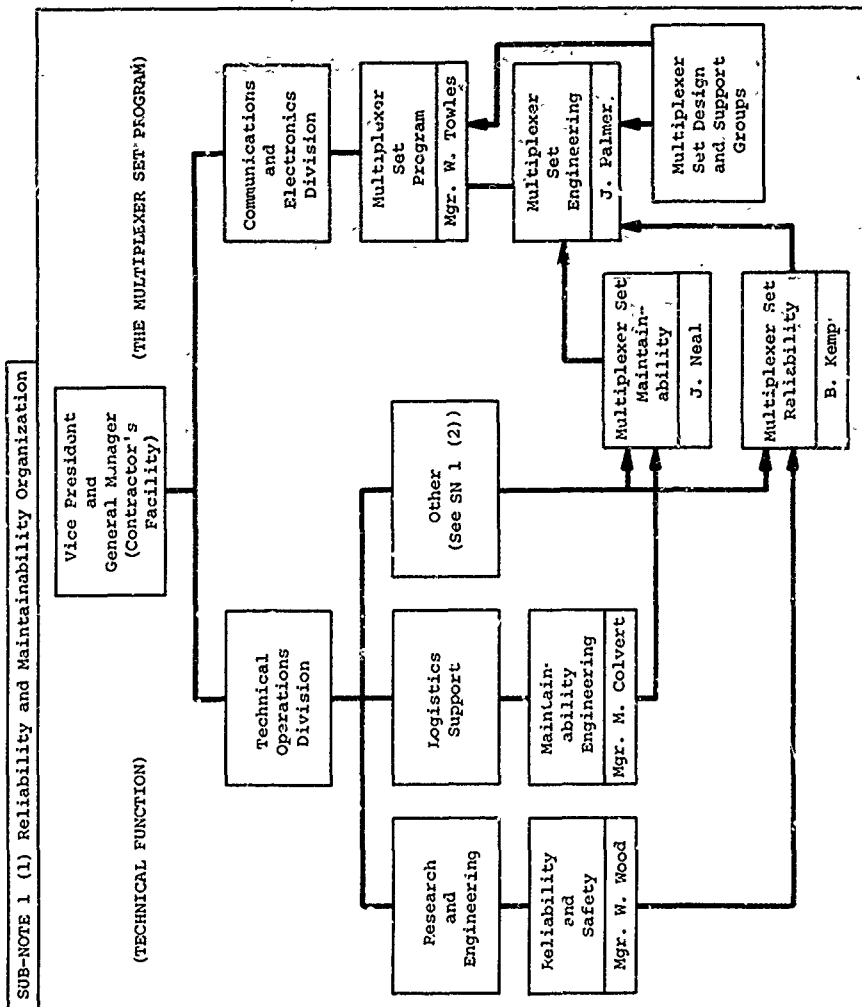 SUB-NOTE 1 (1) Reliability and Maintainability Organization
Vice President
and
General Manager
(Contractor's
Facility)
(TECHNICAL FUNCTION)
(THE MULTIPLEXER SET PROGRAM)
Technical
Operations
Division
Communications
and
Electronics
Division
Research
and
Engineering
Logistics
Support
Other
(See SN 1 (2))
Multiplexer
Set
Program
Mgr. W. Towles
Reliability
and
Safety
Mgr. W. Wood
Maintain-
ability
Engineering
Mgr. M. Colvert
Multiplexer
Set
Engineering
J. Palmer
Multiplexer Set
Maintain-
ability
J. Neal
Multiplexer Set
Reliability
B. Kemp
Multiplexer
Set Design
and Support
Groups